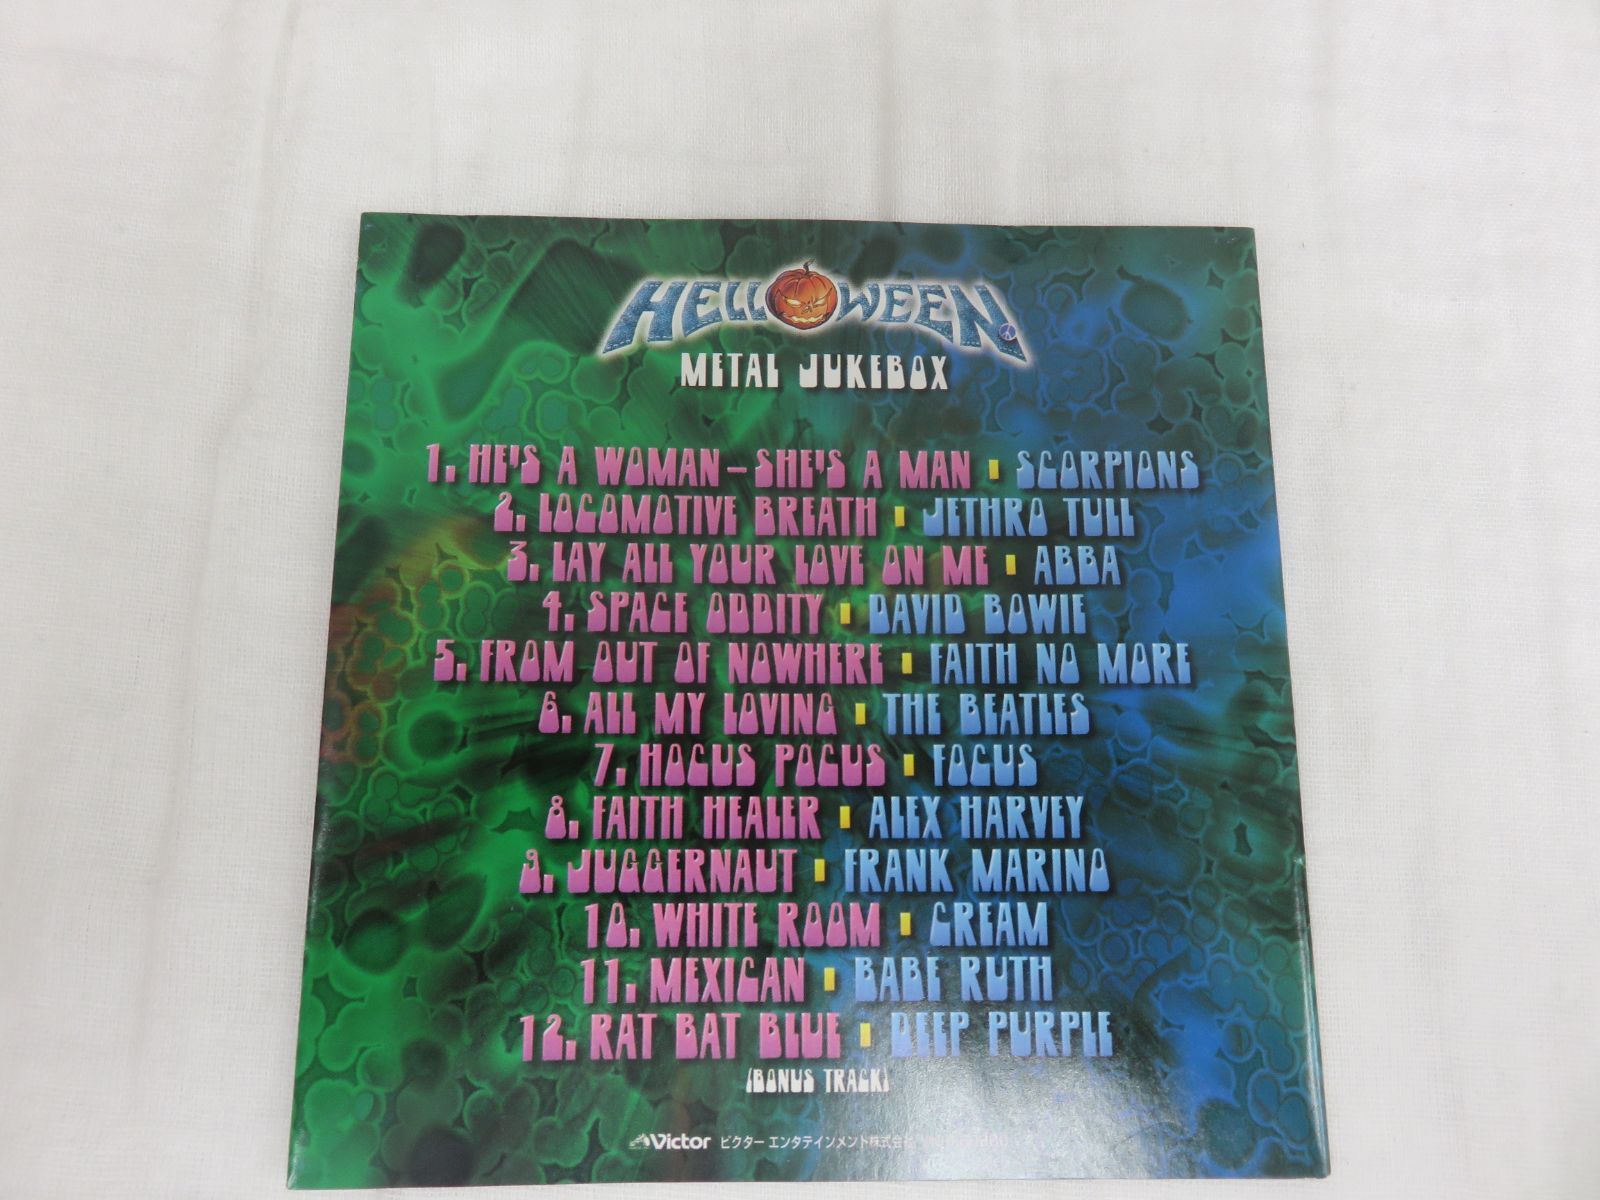 HELLOWEEN
METAL JUKEBOX
1. HE'S A WOMAN – SHE'S A MAN SCORPIONS
2. LOCOMOTIVE BREATH JETHRO TULL
3. LAY ALL YOUR LOVE ON ME ABBA
4. SPACE ODDITY DAVID BOWIE
5. FROM OUT OF NOWHERE FAITH NO MORE
6. ALL MY LOVING THE BEATLES
7. HOCUS POCUS FOCUS
8. FAITH HEALER ALEX HARVEY
9. JUGGERNAUT FRANK MARINO
10. WHITE ROOM CREAM
11. MEXICAN BABE RUTH
12. RAT BAT BLUE DEEP PURPLE
(BONUS TRACK)
Victor ビクター エンタテインメント株式会社